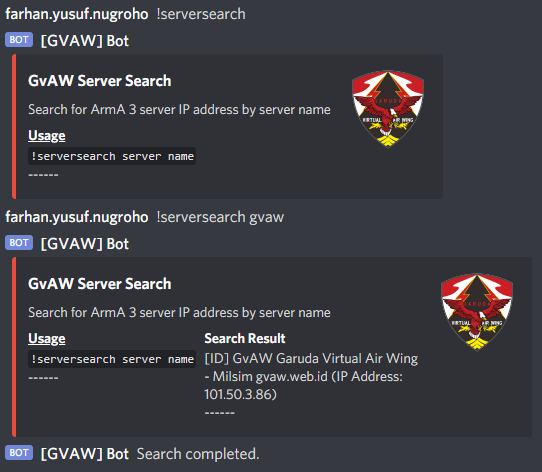 farhan.yusuf.nugroho !serversearch
BOT [GVAW] Bot
GvAW Server Search
Search for ArmA 3 server IP address by server name
GARUDA
VIRTUAL AIR WING
Usage
!serversearch server name
------
farhan.yusuf.nugroho !serversearch gvaw
BOT [GVAW] Bot
GvAW Server Search
Search for ArmA 3 server IP address by server name
GARUDA
VIRTUAL AIR WING
Usage
!serversearch server name
------
Search Result
[ID] GvAW Garuda Virtual Air Wing
- Milsim gvaw.web.id (IP Address:
101.50.3.86)
------
BOT [GVAW] Bot Search completed.